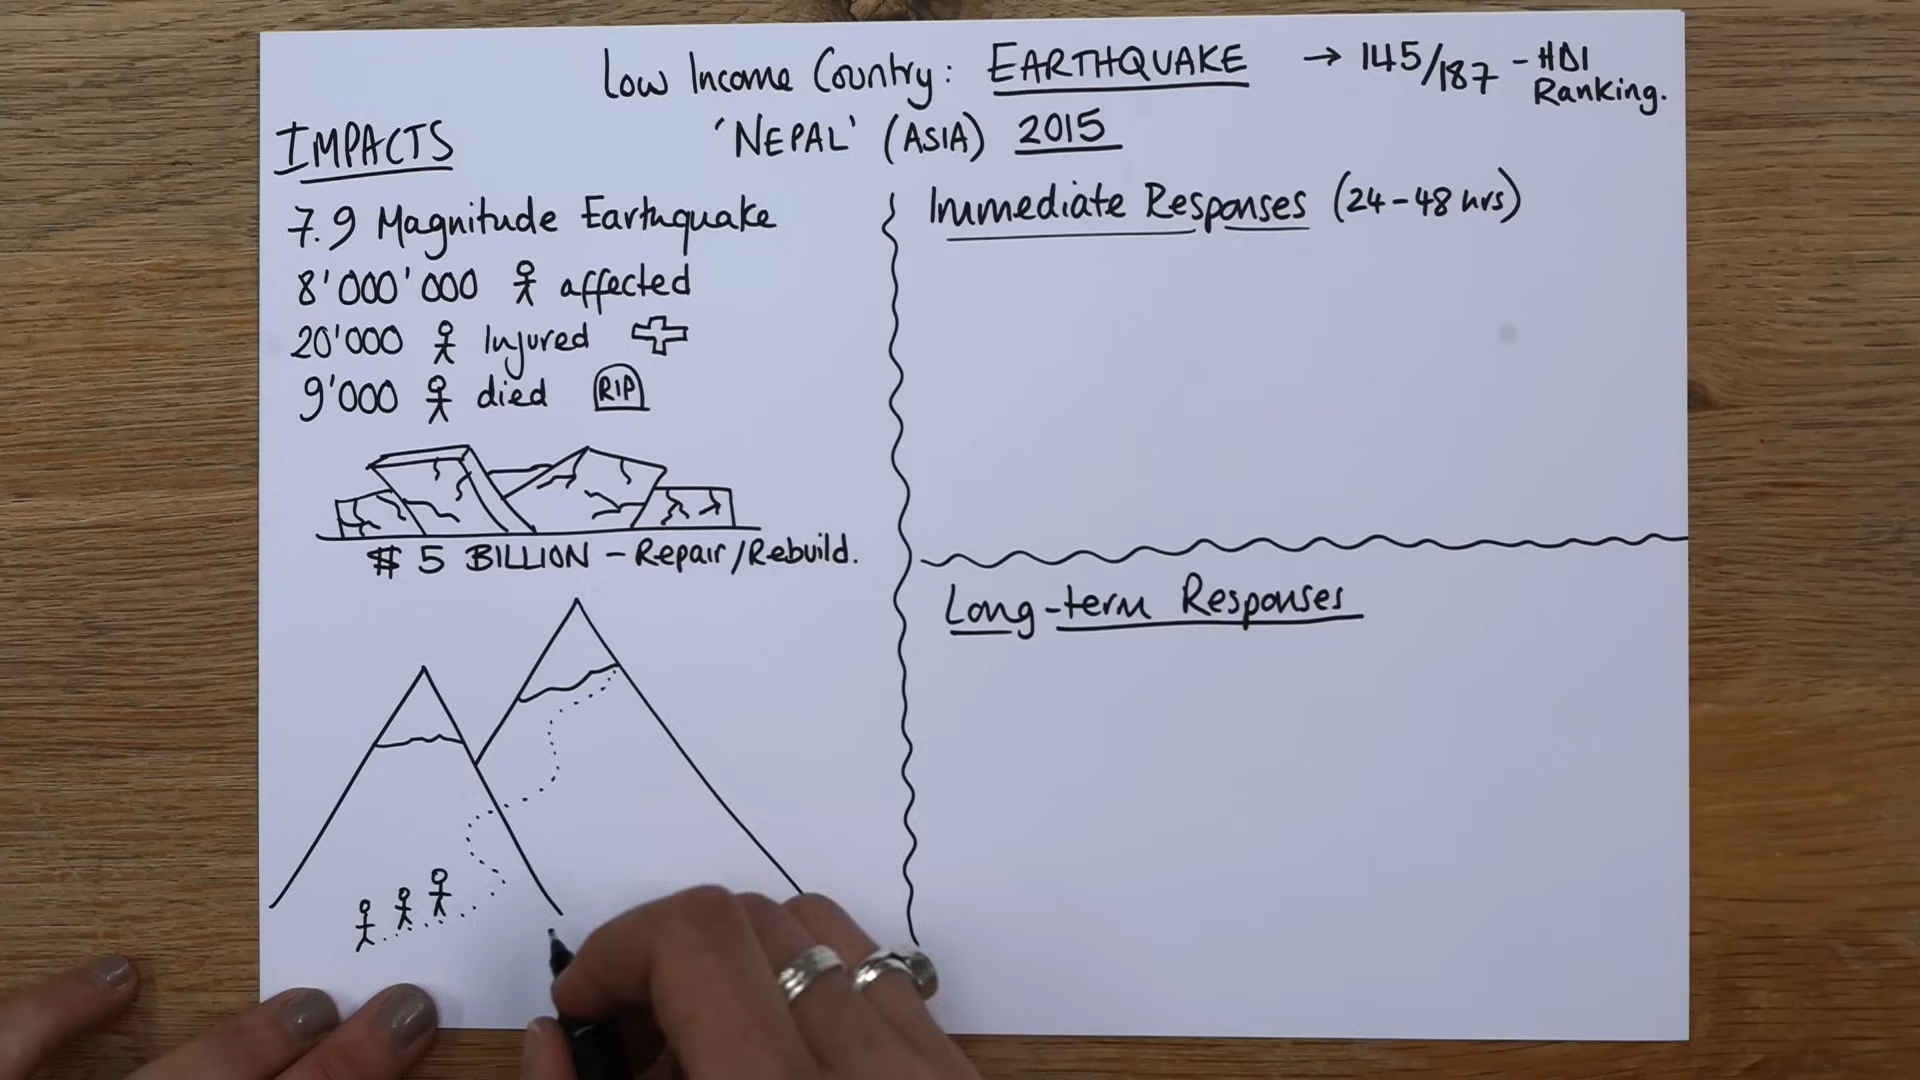 Low Income Country: EARTHQUAKE → 145/187 - HDI Ranking.
'NEPAL' (ASIA) 2015
IMPACTS
7.9 Magnitude Earthquake
8'000'000 affected
20'000 Injured
9'000 died RIP
$ 5 BILLION - Repair/Rebuild.
Immediate Responses (24-48 hrs)
Long-term Responses